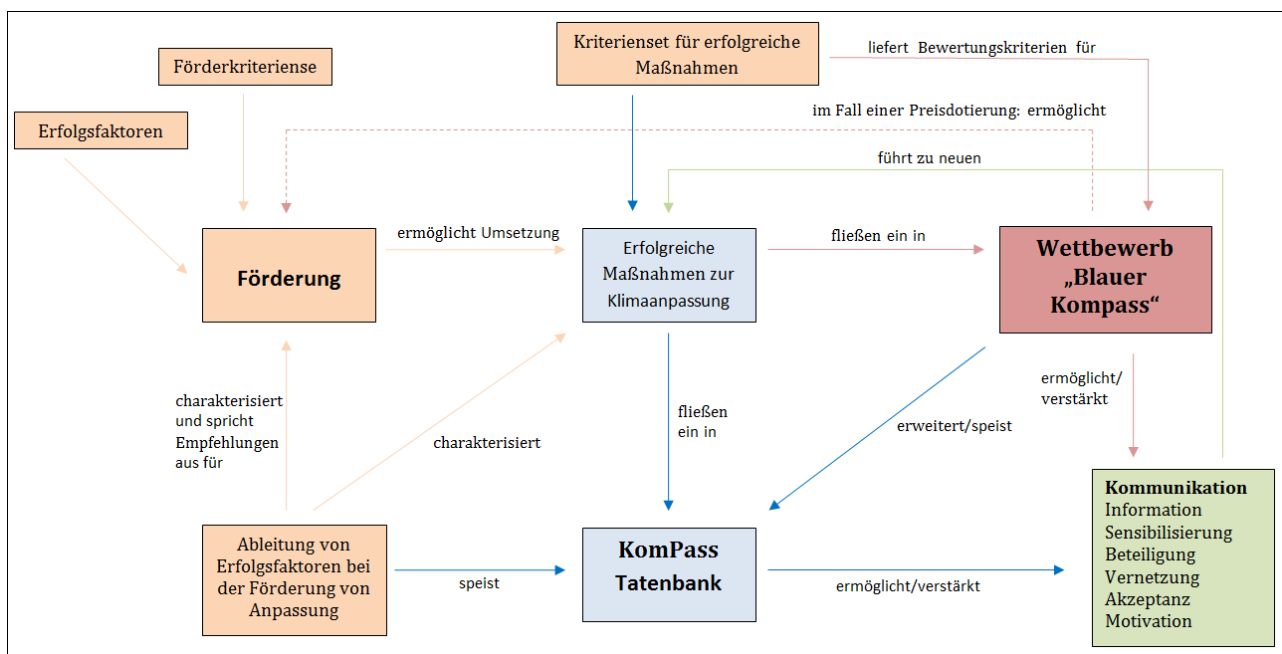 Kriterienset für erfolgreiche
Maßnahmen
liefert Bewertungskriterien für
Förderkriteriense
im Fall einer Preisdotierung: ermöglicht
Erfolgsfaktoren
führt zu neuen
ermöglicht Umsetzung
Förderung
Erfolgreiche
Maßnahmen zur
Klimaanpassung
fließen ein in
Wettbewerb
„Blauer
Kompass“
charakterisiert
und spricht
Empfehlungen
aus für
charakterisiert
fließen
ein in
erweitert/speist
ermöglicht/
verstärkt
Ableitung von
Erfolgsfaktoren bei
der Förderung von
Anpassung
speist
KomPass
Tatenbank
ermöglicht/verstärkt
Kommunikation
Information
Sensibilisierung
Beteiligung
Vernetzung
Akzeptanz
Motivation